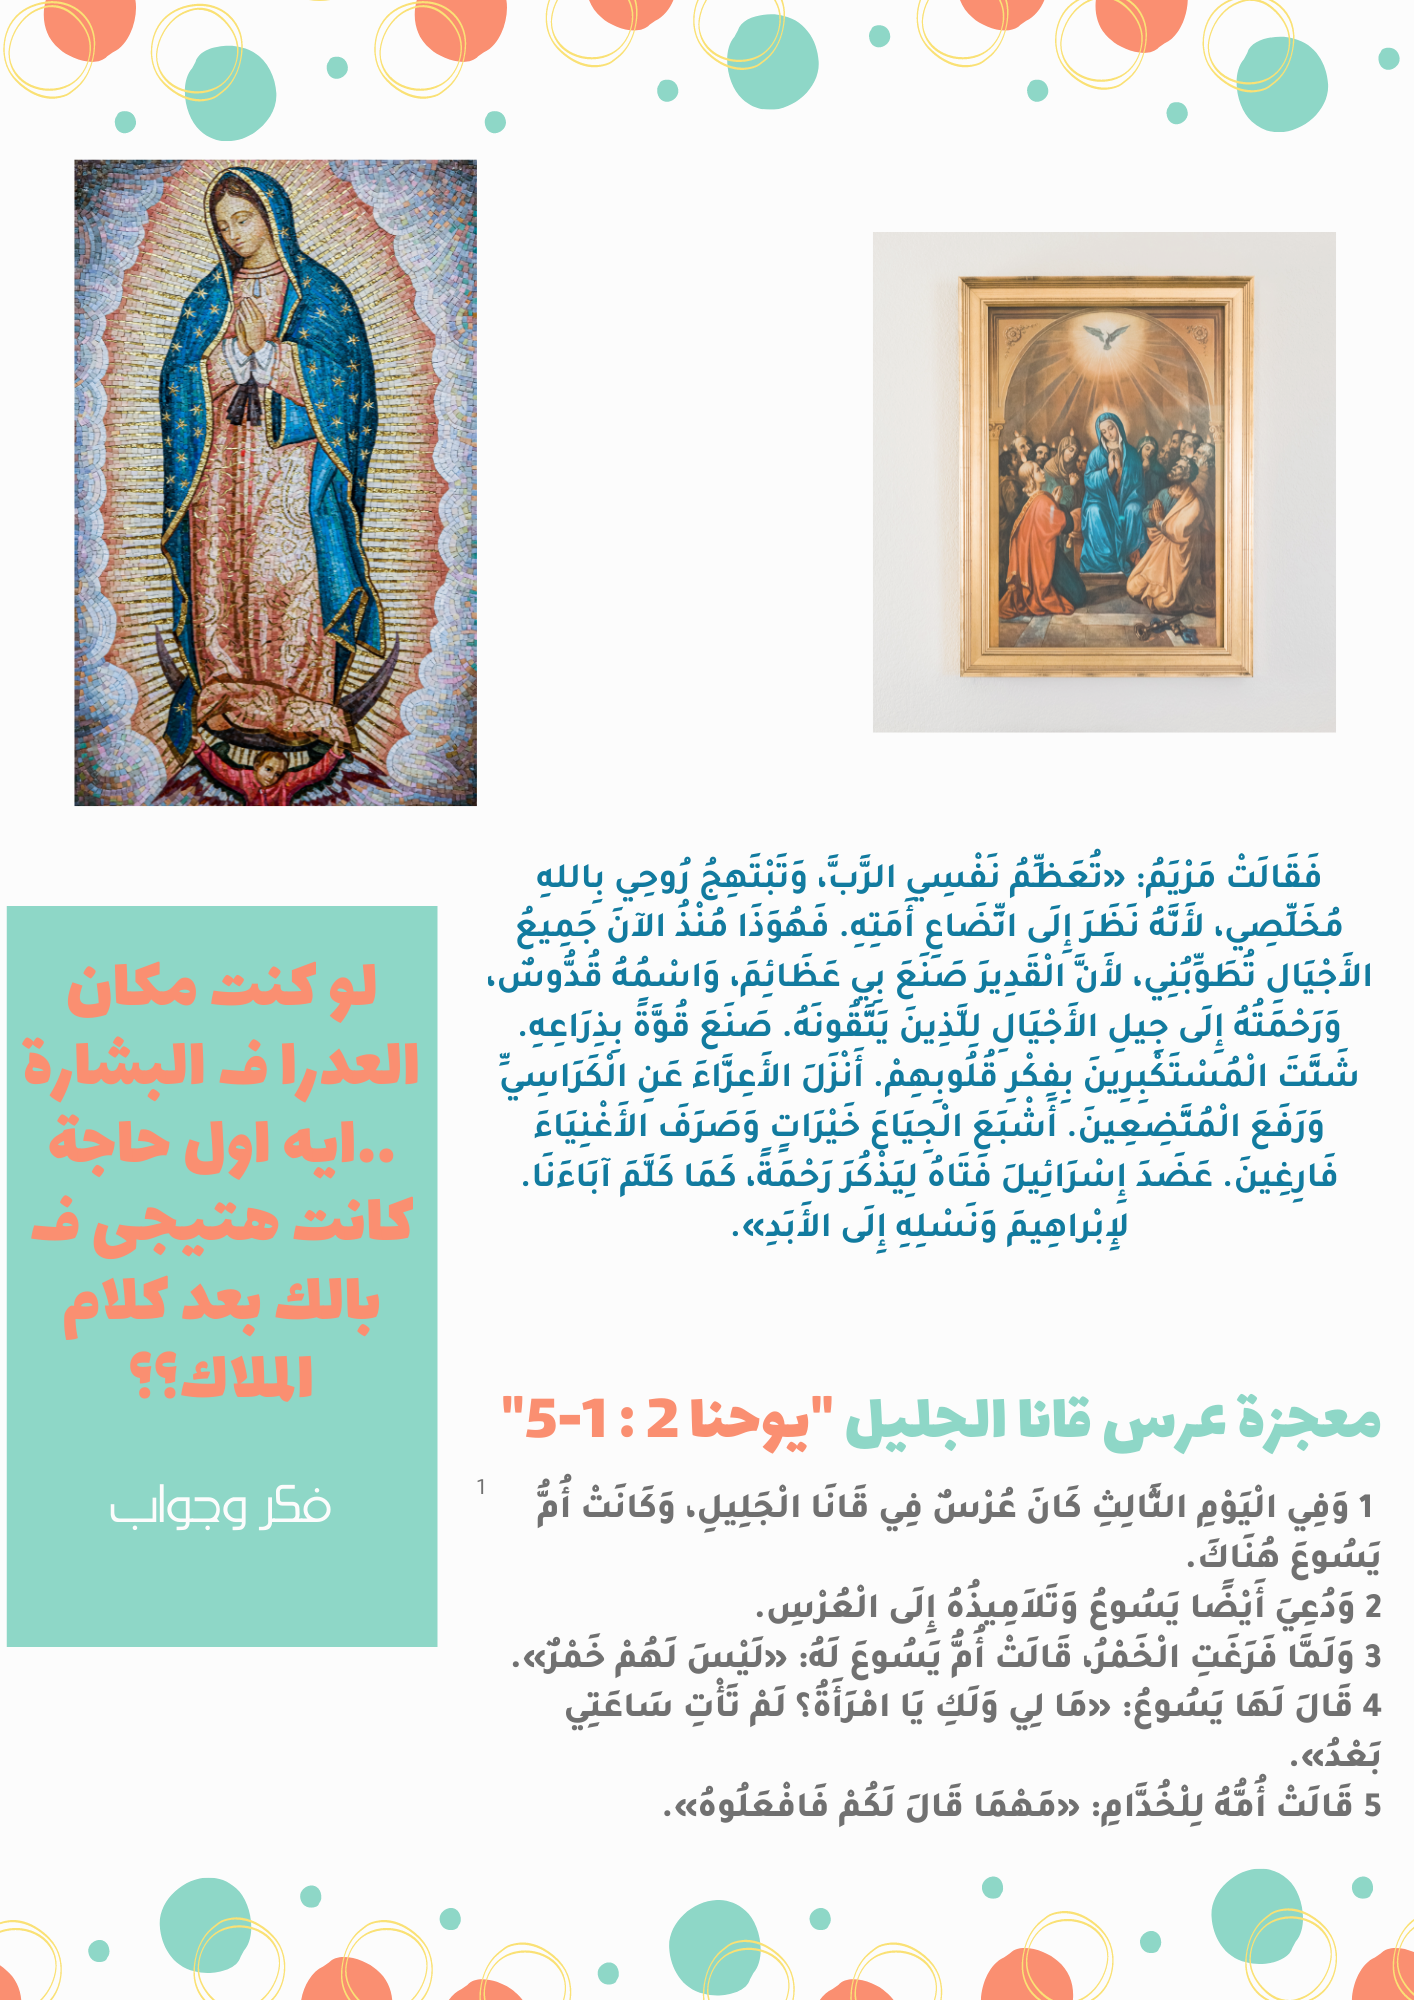 فَقَالَتْ مَرْيَمُ: «تُعَظِّمُ نَفْسِي الرَّبَّ، وَتَبْتَهِجُ رُوحِي بِاللهِ
مُخَلِّصِي، لأَنَّهُ نَظَرَ إِلَى اتِّضَاعِ أَمَتِهِ. فَهُوَذَا مُنْذُ الآنَ جَمِيعُ
الأَجْيَال تُطَوِّبُنِي، لأَنَّ الْقَدِيرَ صَنَعَ بِي عَظَائِمَ، وَاسْمُهُ قُدُّوسٌ،
وَرَحْمَتُهُ إِلَى جِيلِ الأَجْيَالِ لِلَّذِينَ يَتَّقُونَهُ. صَنَعَ قُوَّةً بِذِرَاعِهِ.
شَتَّتَ الْمُسْتَكْبِرِينَ بِفِكْرِ قُلُوبِهِمْ. أَنْزَلَ الأَعِزَّاءَ عَنِ الْكَرَاسِيِّ
وَرَفَعَ الْمُتَّضِعِينَ. أَشْبَعَ الْجِيَاعَ خَيْرَاتٍ وَصَرَفَ الأَغْنِيَاءَ
فَارِغِينَ. عَضَدَ إِسْرَائِيلَ فَتَاهُ لِيَذْكُرَ رَحْمَةً، كَمَا كَلَّمَ آبَاءَنَا.
لإِبْراهِيمَ وَنَسْلِهِ إِلَى الأَبَدِ».
لو كنت مكان
العدرا ف البشارة
..ايه اول حاجة
كانت هتيجى ف
بالك بعد كلام
الملاك؟؟
فكر وجواب
معجزة عرس قانا الجليل "يوحنا 2 : 1-5"
1
1 وَفِي الْيَوْمِ الثَّالِثِ كَانَ عُرْسٌ فِي قَانَا الْجَلِيلِ، وَكَانَتْ أُمُّ
يَسُوعَ هُنَاكَ.
2 وَدُعِيَ أَيْضًا يَسُوعُ وَتَلاَمِيذُهُ إِلَى الْعُرْسِ.
3 وَلَمَّا فَرَغَتِ الْخَمْرُ، قَالَتْ أُمُّ يَسُوعَ لَهُ: «لَيْسَ لَهُمْ خَمْرٌ».
4 قَالَ لَهَا يَسُوعُ: «مَا لِي وَلَكِ يَا امْرَأَةُ؟ لَمْ تَأْتِ سَاعَتِي
بَعْدُ».
5 قَالَتْ أُمُّهُ لِلْخُدَّامِ: «مَهْمَا قَالَ لَكُمْ فَافْعَلُوهُ».